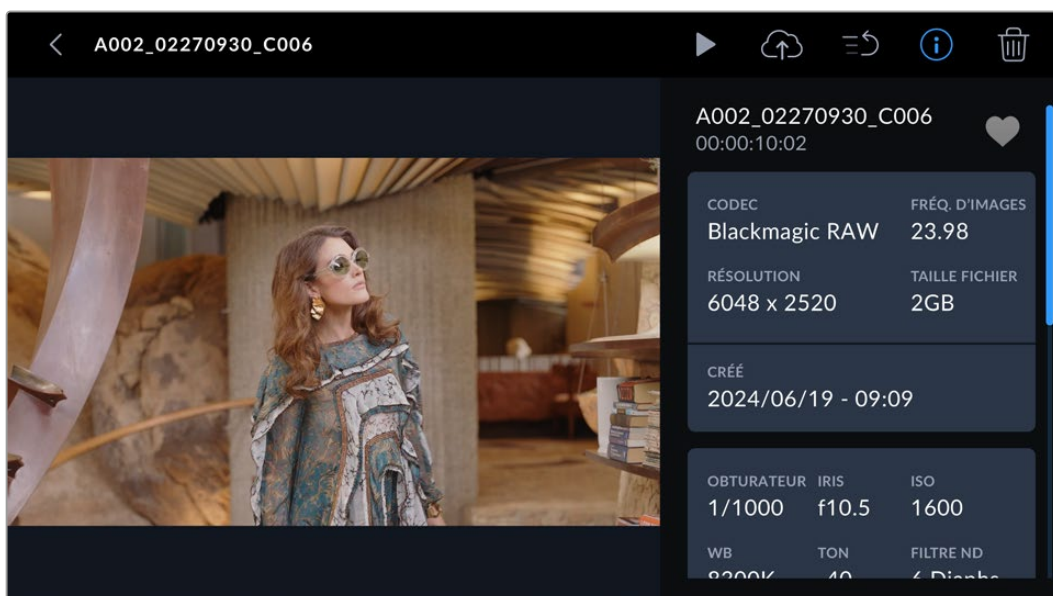 A002_02270930_C006
A002_02270930_C006
00:00:10:02
CODEC FRÉQ. D'IMAGES
Blackmagic RAW 23.98
RÉSOLUTION TAILLE FICHIER
6048 x 2520 2GB
CRÉÉ
2024/06/19 - 09:09
OBTURATEUR IRIS ISO
1/1000 f10.5 1600
WB TON FILTRE ND